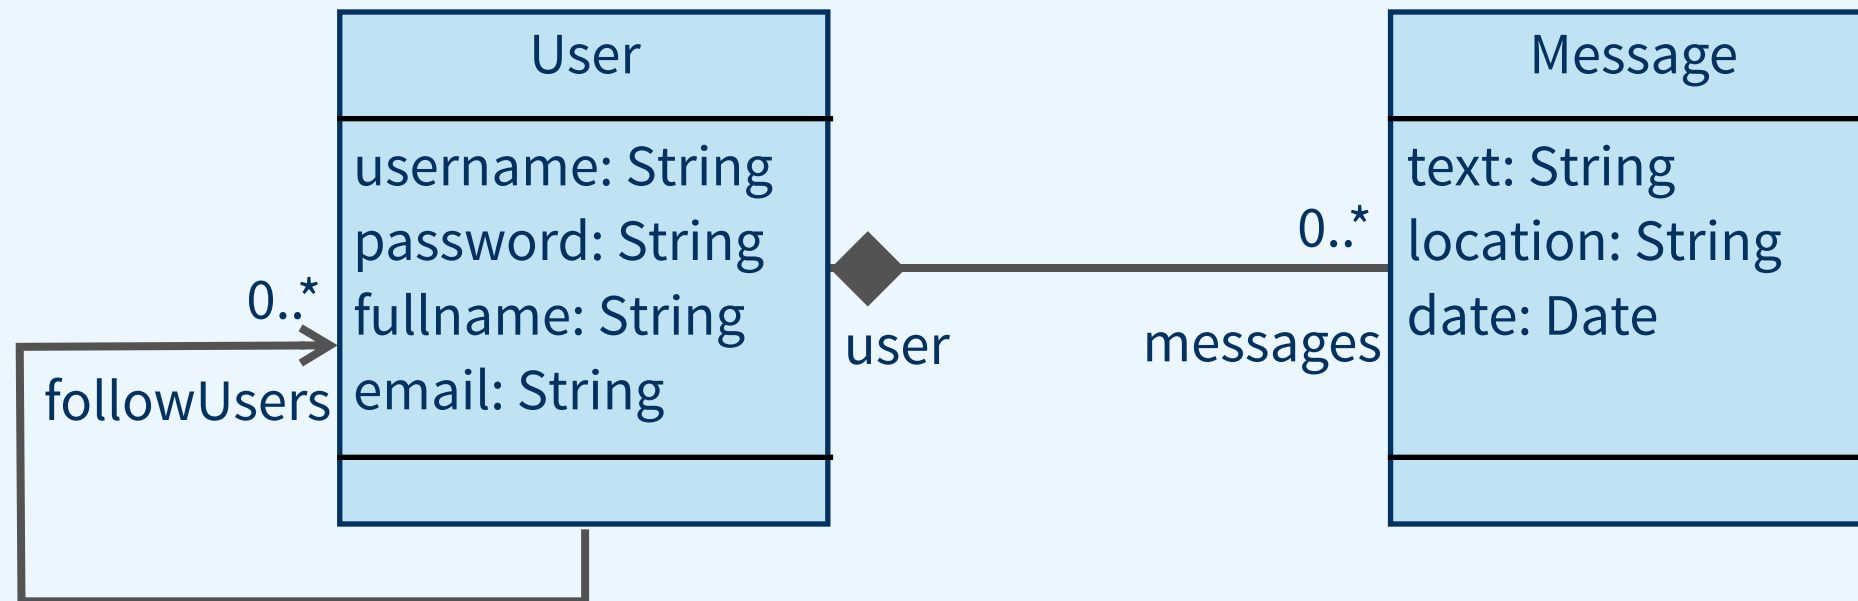 User
username: String
password: String
fullname: String
email: String
0..*
followUsers
user
0..*
messages
Message
text: String
location: String
date: Date